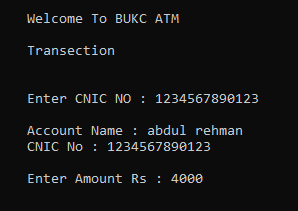 Welcome To BUKC ATM
Transection
Enter CNIC NO : 1234567890123
Account Name : abdul rehman
CNIC No : 1234567890123
Enter Amount Rs : 4000